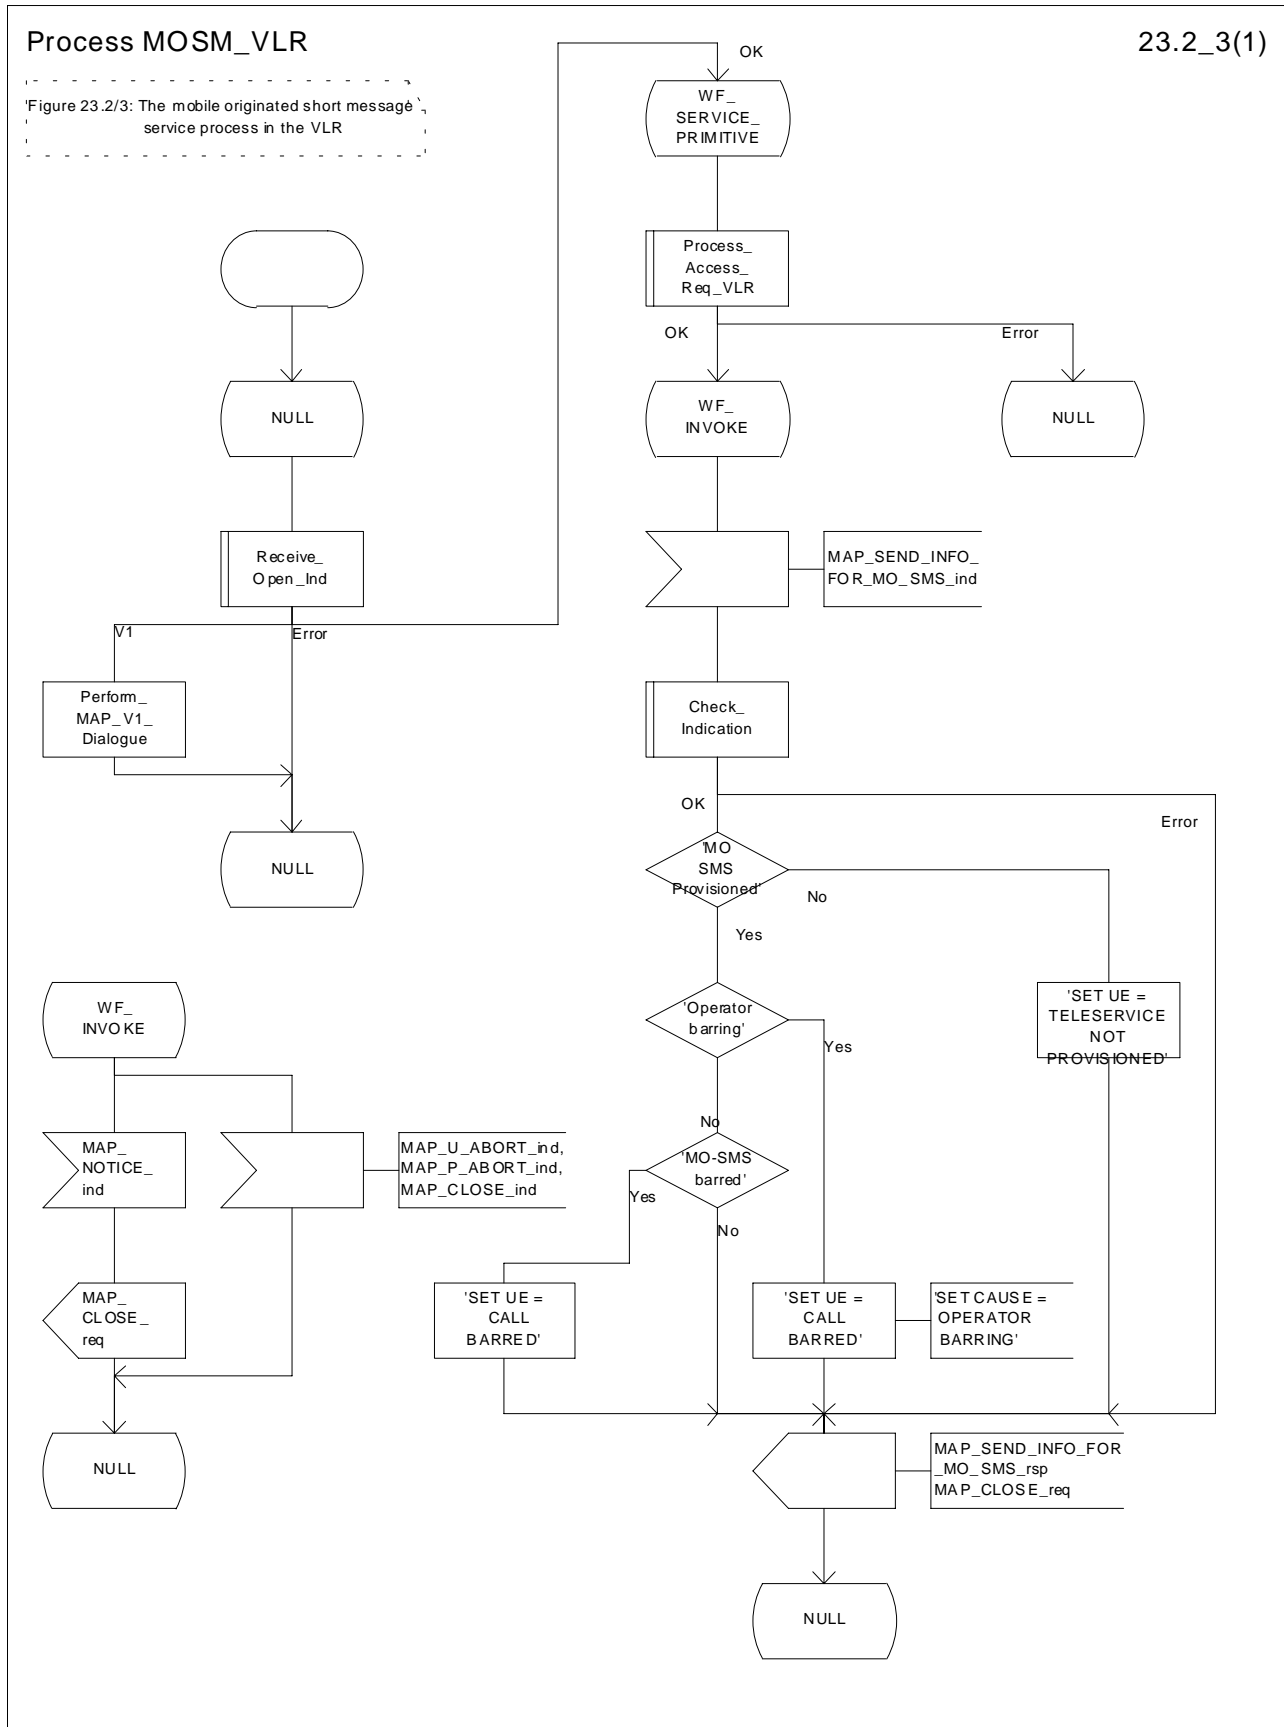 Process MOSM_VLR
23.2_3(1)
'Figure 23.2/3: The mobile originated short message
service process in the VLR
OK
WF_
SERVICE_
PRIMITIVE
Process_
Access_
Req_VLR
OK
Error
NULL
WF_
INVOKE
NULL
Receive_
Open_Ind
MAP_SEND_INFO_
FOR_MO_SMS_ind
V1
Error
Perform_
MAP_V1_
Dialogue
Check_
Indication
OK
Error
NULL
'MO
SMS
Provisioned'
No
Yes
WF_
INVOKE
'Operator
barring'
Yes
'SET UE =
TELESERVICE
NOT
PROVISIONED'
No
MAP_
NOTICE_
ind
MAP_U_ABORT_ind,
MAP_P_ABORT_ind,
MAP_CLOSE_ind
'MO-SMS
barred'
Yes
No
MAP_
CLOSE_
req
'SET UE =
CALL
BARRED'
'SET UE =
CALL
BARRED'
'SET CAUSE =
OPERATOR
BARRING'
NULL
MAP_SEND_INFO_FOR
_MO_SMS_rsp
MAP_CLOSE_req
NULL